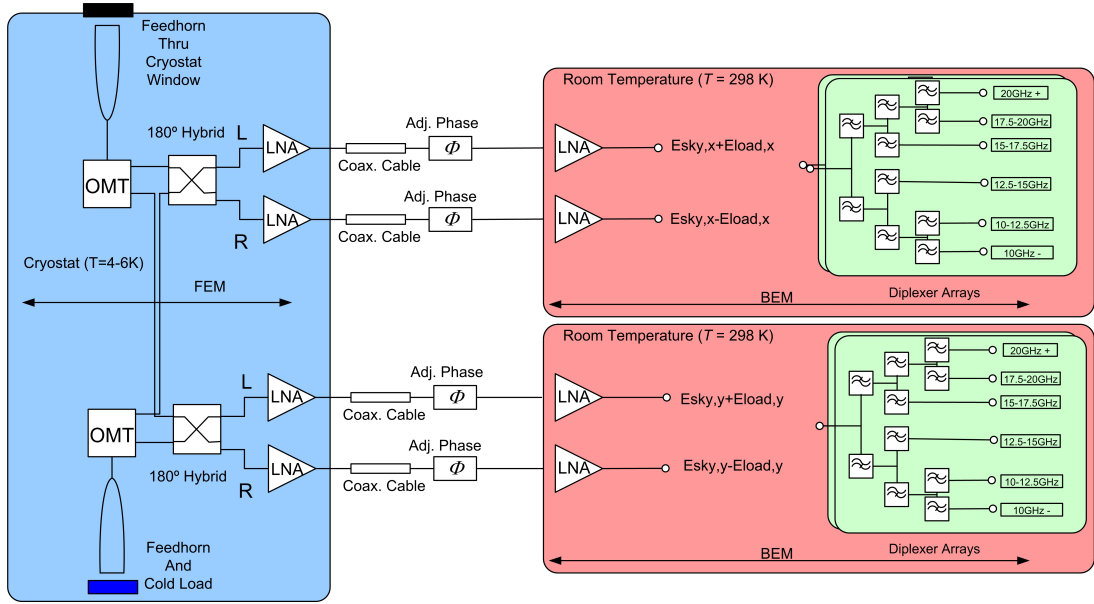 Feedhorn
Thru
Cryostat
Window
180º Hybrid
OMT
L
R
LNA
LNA
Adj. Phase
Φ
Coax. Cable
Adj. Phase
Φ
Coax. Cable
Cryostat (T=4-6K)
FEM
Room Temperature (T = 298 K)
LNA
Esky,x+Eload,x
LNA
Esky,x-Eload,x
BEM
20GHz +
17.5-20GHz
15-17.5GHz
12.5-15GHz
10-12.5GHz
10GHz -
Diplexer Arrays
OMT
180º Hybrid
L
R
LNA
LNA
Adj. Phase
Φ
Coax. Cable
Adj. Phase
Φ
Coax. Cable
Feedhorn
And
Cold Load
Room Temperature (T = 298 K)
LNA
Esky,y+Eload,y
LNA
Esky,y-Eload,y
BEM
20GHz +
17.5-20GHz
15-17.5GHz
12.5-15GHz
10-12.5GHz
10GHz -
Diplexer Arrays